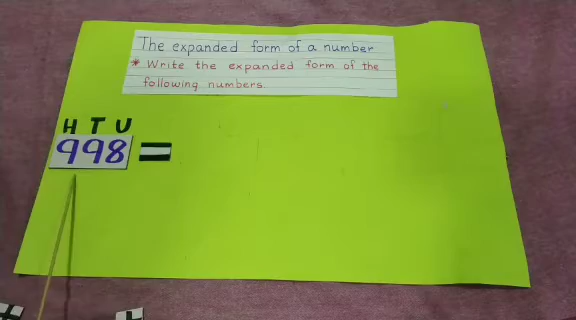 The expanded form of a number
* Write the expanded form of the
following numbers.
H T U
998 =
+ +